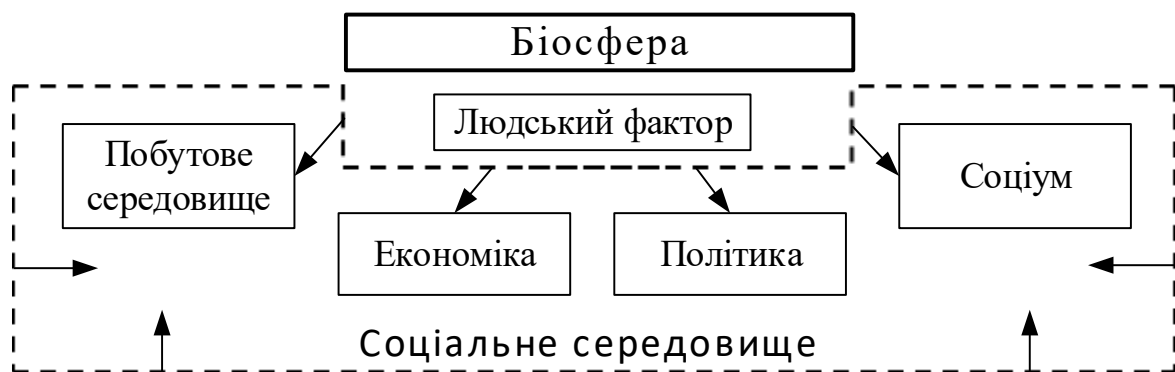 Біосфера
Людський фактор
Побутове
середовище
Соціум
Економіка
Політика
Соціальне середовище